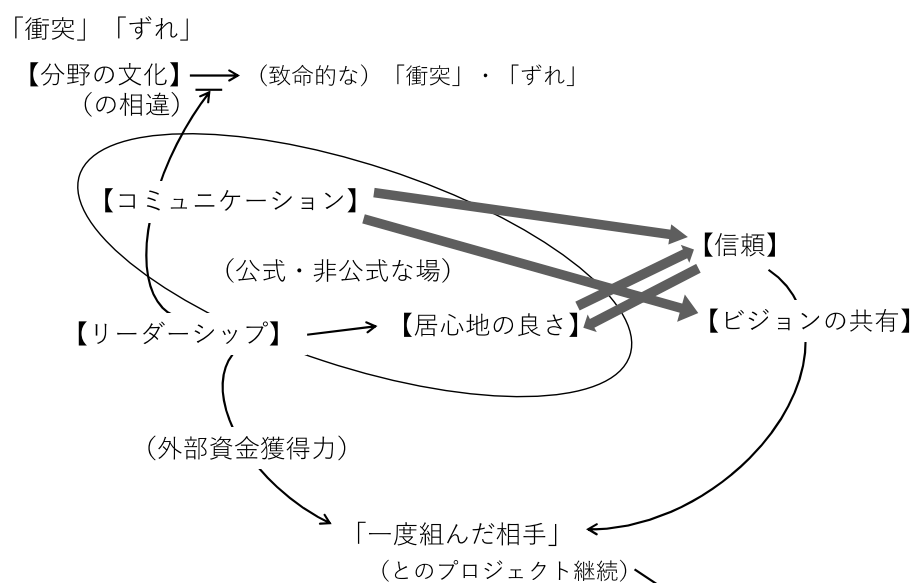 「衝突」「ずれ」
【分野の文化】
（の相違）
（致命的な）「衝突」・「ずれ」
【コミュニケーション】
【信頼】
（公式・非公式な場）
【リーダーシップ】
【居心地の良さ】
【ビジョンの共有】
（外部資金獲得力）
「一度組んだ相手」
（とのプロジェクト継続）